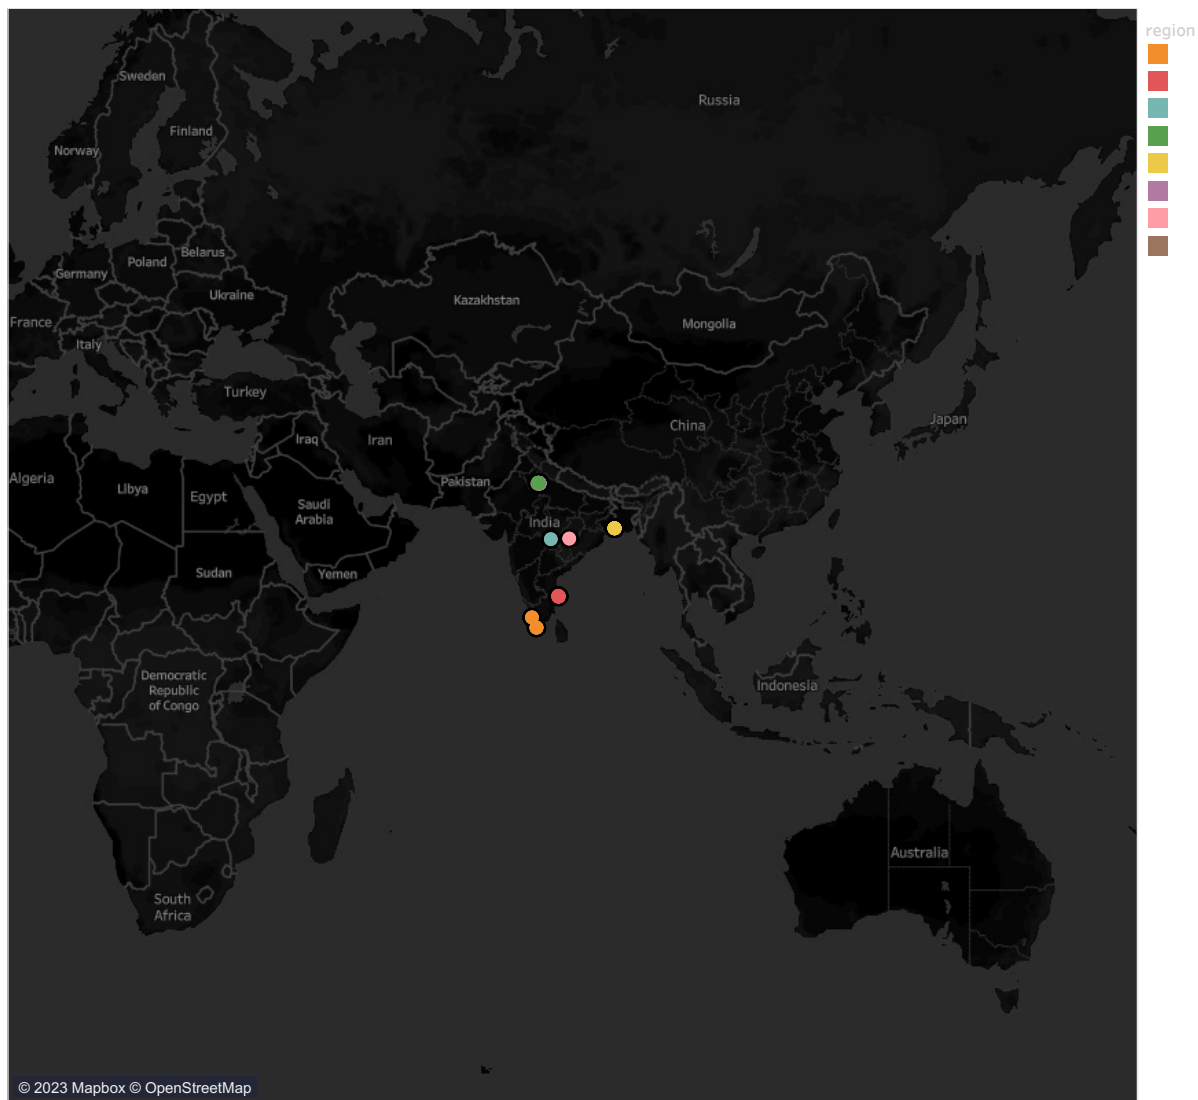 region
Sweden
Russia
Finland
Norway
Belarus
Poland
Germany
Ukraine
Kazakhstan
France
Mongolia
Italy
Turkey
Japan
China
Iraq
Iran
Algeria
Pakistan
Libya
Egypt
Saudi
Arabia
India
Sudan
Yemen
Democratic
Republic
of Congo
Indonesia
Australia
South
Africa
© 2023 Mapbox © OpenStreetMap